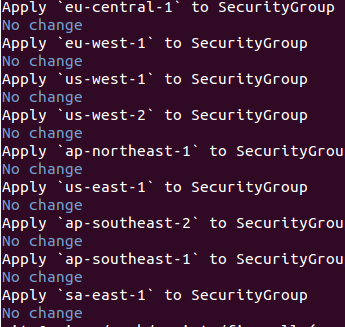 Apply `eu-central-1` to SecurityGroup
No change
Apply `eu-west-1` to SecurityGroup
No change
Apply `us-west-1` to SecurityGroup
No change
Apply `us-west-2` to SecurityGroup
No change
Apply `ap-northeast-1` to SecurityGrou
No change
Apply `us-east-1` to SecurityGroup
No change
Apply `ap-southeast-2` to SecurityGrou
No change
Apply `ap-southeast-1` to SecurityGrou
No change
Apply `sa-east-1` to SecurityGroup
No change